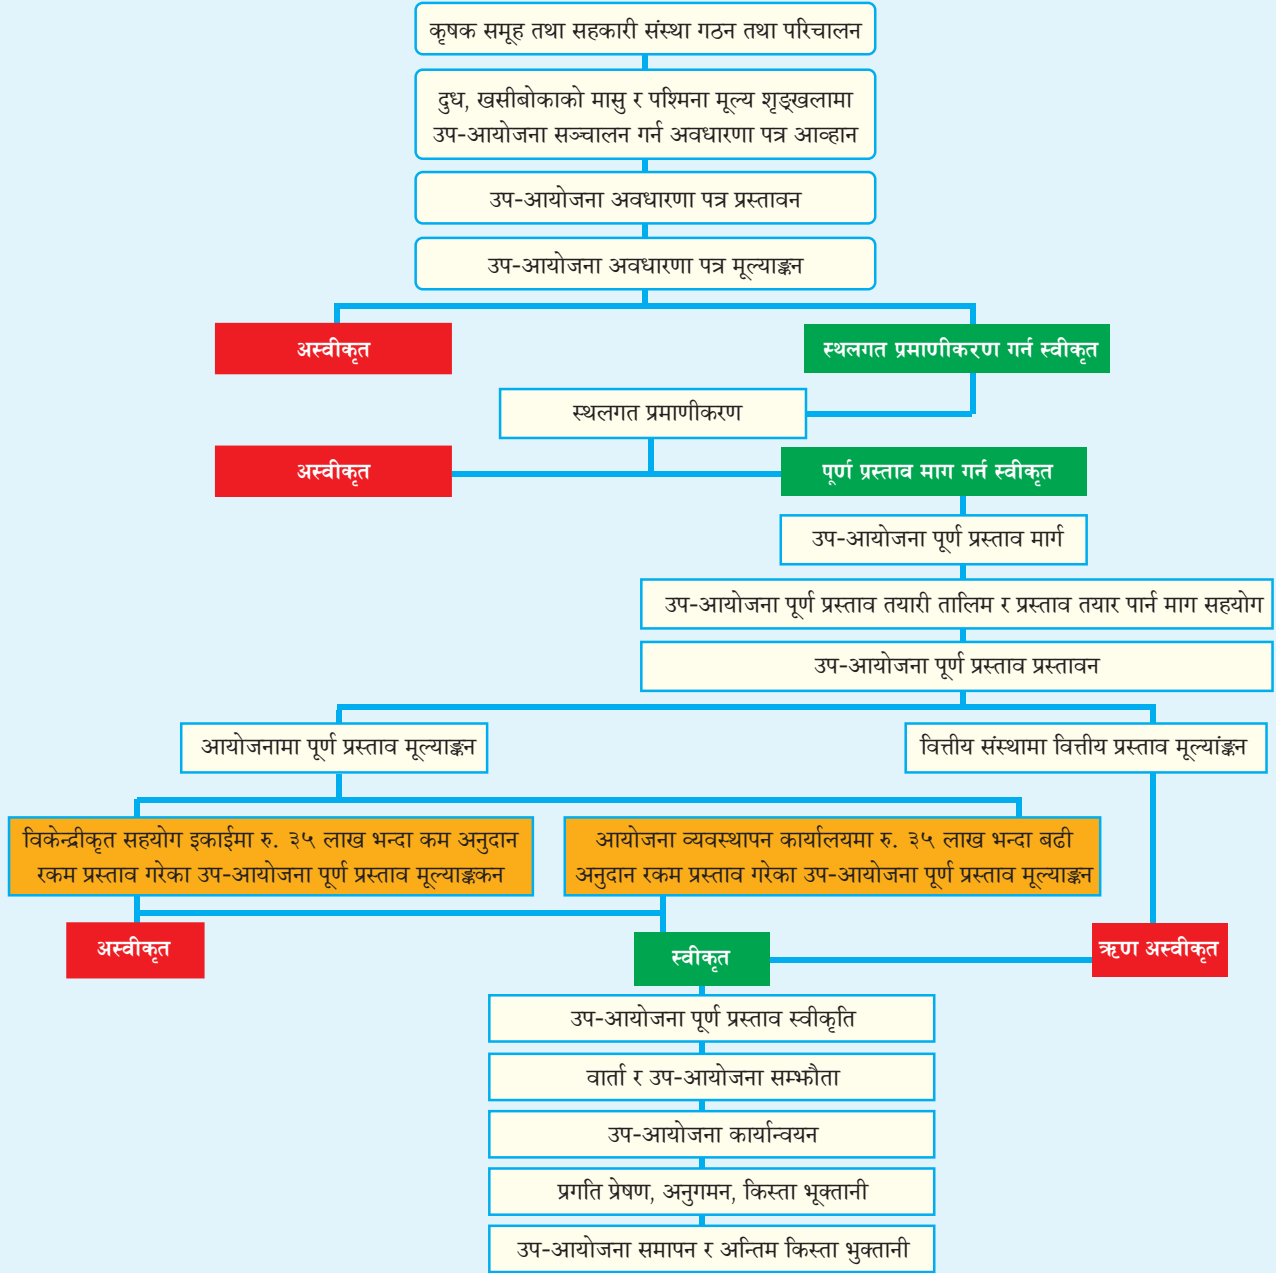 कृषक समूह तथा सहकारी संस्था गठन तथा परिचालन
दुध, खसीबोकाको मासु र पश्मिना मूल्य शृङ्खलामा
उप-आयोजना सञ्चालन गर्न अवधारणा पत्र आव्हान
उप-आयोजना अवधारणा पत्र प्रस्तावन
उप-आयोजना अवधारणा पत्र मूल्याङ्कन
अस्वीकृत
स्थलगत प्रमाणीकरण गर्न स्वीकृत
स्थलगत प्रमाणीकरण
अस्वीकृत
पूर्ण प्रस्ताव माग गर्न स्वीकृत
उप-आयोजना पूर्ण प्रस्ताव मार्ग
उप-आयोजना पूर्ण प्रस्ताव तयारी तालिम र प्रस्ताव तयार पार्न माग सहयोग
उप-आयोजना पूर्ण प्रस्ताव प्रस्तावन
आयोजनामा पूर्ण प्रस्ताव मूल्याङ्कन
वित्तीय संस्थामा वित्तीय प्रस्ताव मूल्यांङ्कन
विकेन्द्रीकृत सहयोग इकाईमा रु. ३५ लाख भन्दा कम अनुदान
रकम प्रस्ताव गरेका उप-आयोजना पूर्ण प्रस्ताव मूल्याङ्ककन
आयोजना व्यवस्थापन कार्यालयमा रु. ३५ लाख भन्दा बढी
अनुदान रकम प्रस्ताव गरेका उप-आयोजना पूर्ण प्रस्ताव मूल्याङ्कन
अस्वीकृत
स्वीकृत
ऋण अस्वीकृत
उप-आयोजना पूर्ण प्रस्ताव स्वीकृति
वार्ता र उप-आयोजना सम्झौता
उप-आयोजना कार्यान्वयन
प्रगति प्रेषण, अनुगमन, किस्ता भूक्तानी
उप-आयोजना समापन र अन्तिम किस्ता भुक्तानी